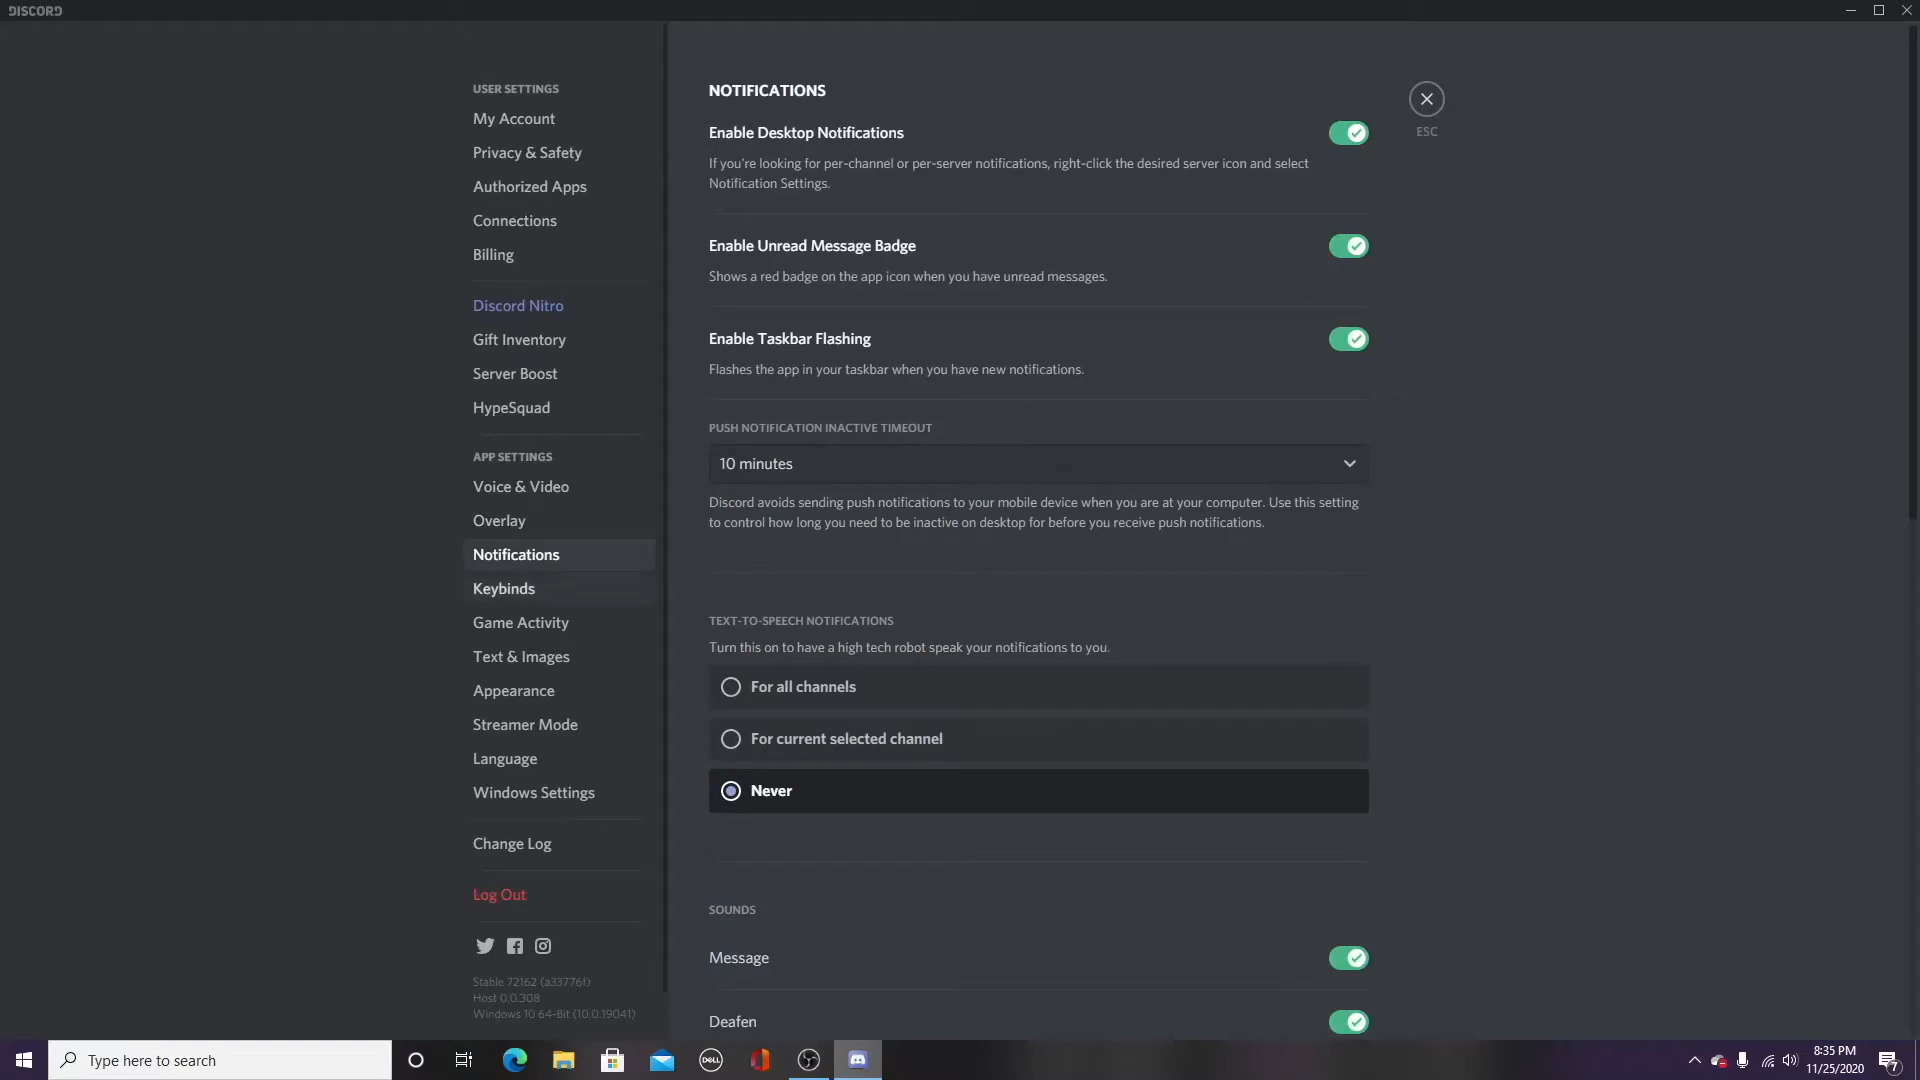 DISCORD
USER SETTINGS
My Account
Privacy & Safety
Authorized Apps
Connections
Billing
Discord Nitro
Gift Inventory
Server Boost
HypeSquad
APP SETTINGS
Voice & Video
Overlay
Notifications
Keybinds
Game Activity
Text & Images
Appearance
Streamer Mode
Language
Windows Settings
Change Log
Log Out
Stable 72162 (a33776f)
Host 0.0.308
Windows 10 64-Bit (10.0.19041)
NOTIFICATIONS
Enable Desktop Notifications
If you're looking for per-channel or per-server notifications, right-click the desired server icon and select
Notification Settings.
Enable Unread Message Badge
Shows a red badge on the app icon when you have unread messages.
Enable Taskbar Flashing
Flashes the app in your taskbar when you have new notifications.
PUSH NOTIFICATION INACTIVE TIMEOUT
10 minutes
Discord avoids sending push notifications to your mobile device when you are at your computer. Use this setting
to control how long you need to be inactive on desktop for before you receive push notifications.
TEXT-TO-SPEECH NOTIFICATIONS
Turn this on to have a high tech robot speak your notifications to you.
For all channels
For current selected channel
Never
SOUNDS
Message
Deafen
ESC
Type here to search
DELL
8:35 PM
11/25/2020
7